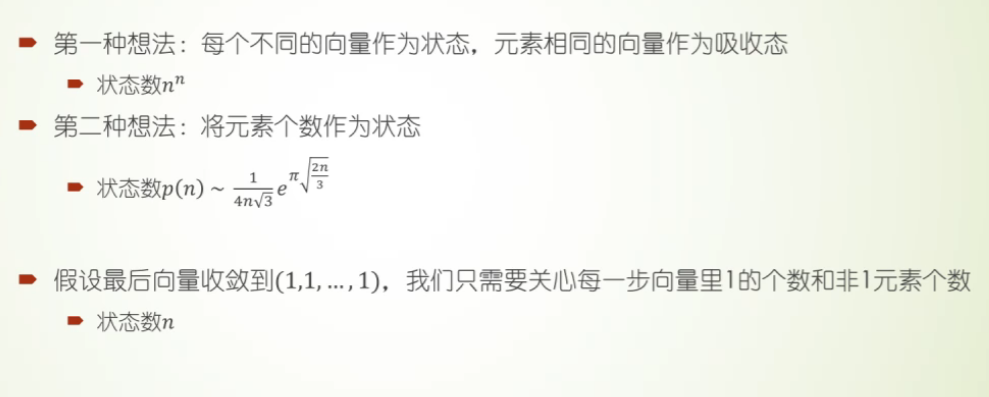 第一种想法：每个不同的向量作为状态，元素相同的向量作为吸收态
状态数nⁿ
第二种想法：将元素个数作为状态
状态数p(n) ~ \frac{1}{4n\sqrt{3}} e^{π\sqrt{\frac{2n}{3}}}
假设最后向量收敛到(1,1, ..., 1)，我们只需要关心每一步向量里1的个数和非1元素个数
状态数n